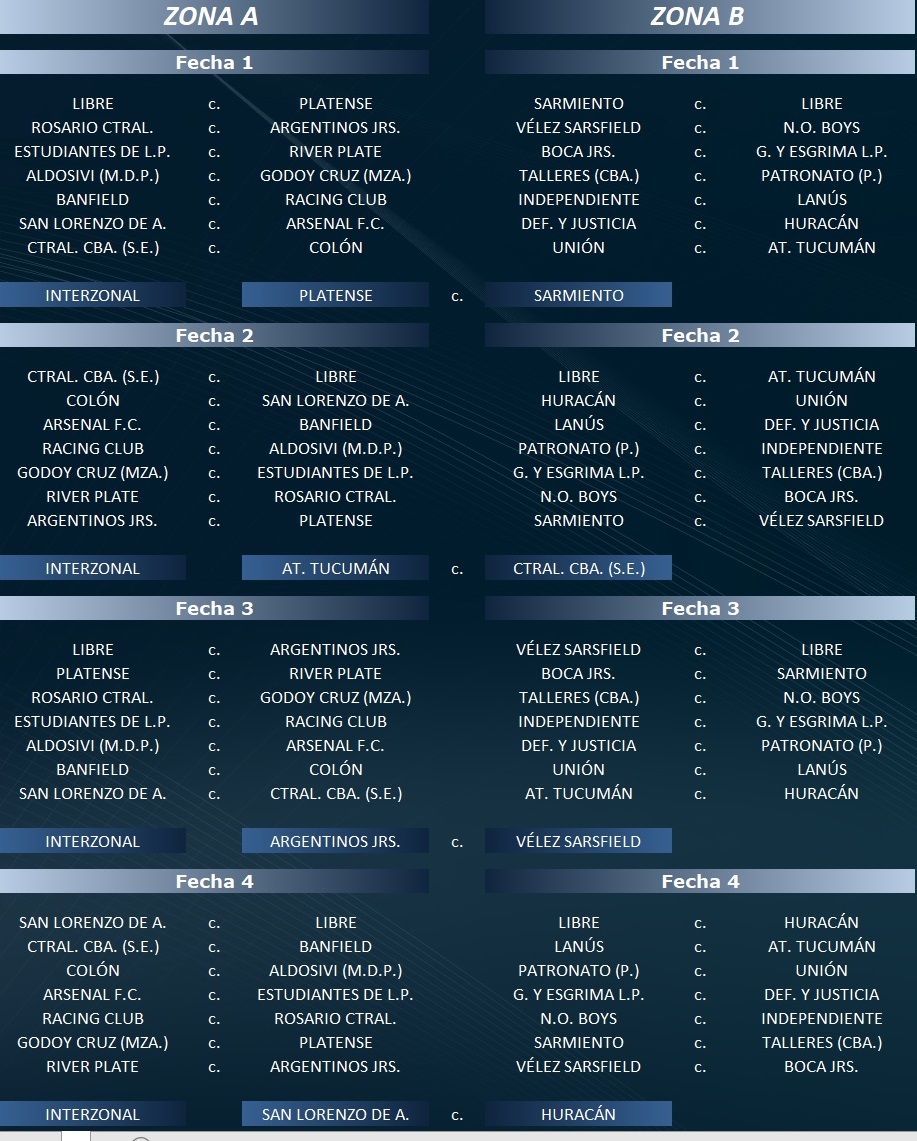 ZONA A ZONA B
Fecha 1 Fecha 1
LIBRE c. PLATENSE SARMIENTO c. LIBRE
ROSARIO CTRAL. c. ARGENTINOS JRS. VÉLEZ SARSFIELD c. N.O. BOYS
ESTUDIANTES DE L.P. c. RIVER PLATE BOCA JRS. c. G. Y ESGRIMA L.P.
ALDOSIVI (M.D.P.) c. GODOY CRUZ (MZA.) TALLERES (CBA.) c. PATRONATO (P.)
BANFIELD c. RACING CLUB INDEPENDIENTE c. LANÚS
SAN LORENZO DE A. c. ARSENAL F.C. DEF. Y JUSTICIA c. HURACÁN
CTRAL. CBA. (S.E.) c. COLÓN UNIÓN c. AT. TUCUMÁN
INTERZONAL PLATENSE c. SARMIENTO
Fecha 2 Fecha 2
CTRAL. CBA. (S.E.) c. LIBRE LIBRE c. AT. TUCUMÁN
COLÓN c. SAN LORENZO DE A. HURACÁN c. UNIÓN
ARSENAL F.C. c. BANFIELD LANÚS c. DEF. Y JUSTICIA
RACING CLUB c. ALDOSIVI (M.D.P.) PATRONATO (P.) c. INDEPENDIENTE
GODOY CRUZ (MZA.) c. ESTUDIANTES DE L.P. G. Y ESGRIMA L.P. c. TALLERES (CBA.)
RIVER PLATE c. ROSARIO CTRAL. N.O. BOYS c. BOCA JRS.
ARGENTINOS JRS. c. PLATENSE SARMIENTO c. VÉLEZ SARSFIELD
INTERZONAL AT. TUCUMÁN c. CTRAL. CBA. (S.E.)
Fecha 3 Fecha 3
LIBRE c. ARGENTINOS JRS. VÉLEZ SARSFIELD c. LIBRE
PLATENSE c. RIVER PLATE BOCA JRS. c. SARMIENTO
ROSARIO CTRAL. c. GODOY CRUZ (MZA.) TALLERES (CBA.) c. N.O. BOYS
ESTUDIANTES DE L.P. c. RACING CLUB INDEPENDIENTE c. G. Y ESGRIMA L.P.
ALDOSIVI (M.D.P.) c. ARSENAL F.C. DEF. Y JUSTICIA c. PATRONATO (P.)
BANFIELD c. COLÓN UNIÓN c. LANÚS
SAN LORENZO DE A. c. CTRAL. CBA. (S.E.) AT. TUCUMÁN c. HURACÁN
INTERZONAL ARGENTINOS JRS. c. VÉLEZ SARSFIELD
Fecha 4 Fecha 4
SAN LORENZO DE A. c. LIBRE LIBRE c. HURACÁN
CTRAL. CBA. (S.E.) c. BANFIELD LANÚS c. AT. TUCUMÁN
COLÓN c. ALDOSIVI (M.D.P.) PATRONATO (P.) c. UNIÓN
ARSENAL F.C. c. ESTUDIANTES DE L.P. G. Y ESGRIMA L.P. c. DEF. Y JUSTICIA
RACING CLUB c. ROSARIO CTRAL. N.O. BOYS c. INDEPENDIENTE
GODOY CRUZ (MZA.) c. PLATENSE SARMIENTO c. TALLERES (CBA.)
RIVER PLATE c. ARGENTINOS JRS. VÉLEZ SARSFIELD c. BOCA JRS.
INTERZONAL SAN LORENZO DE A. c. HURACÁN